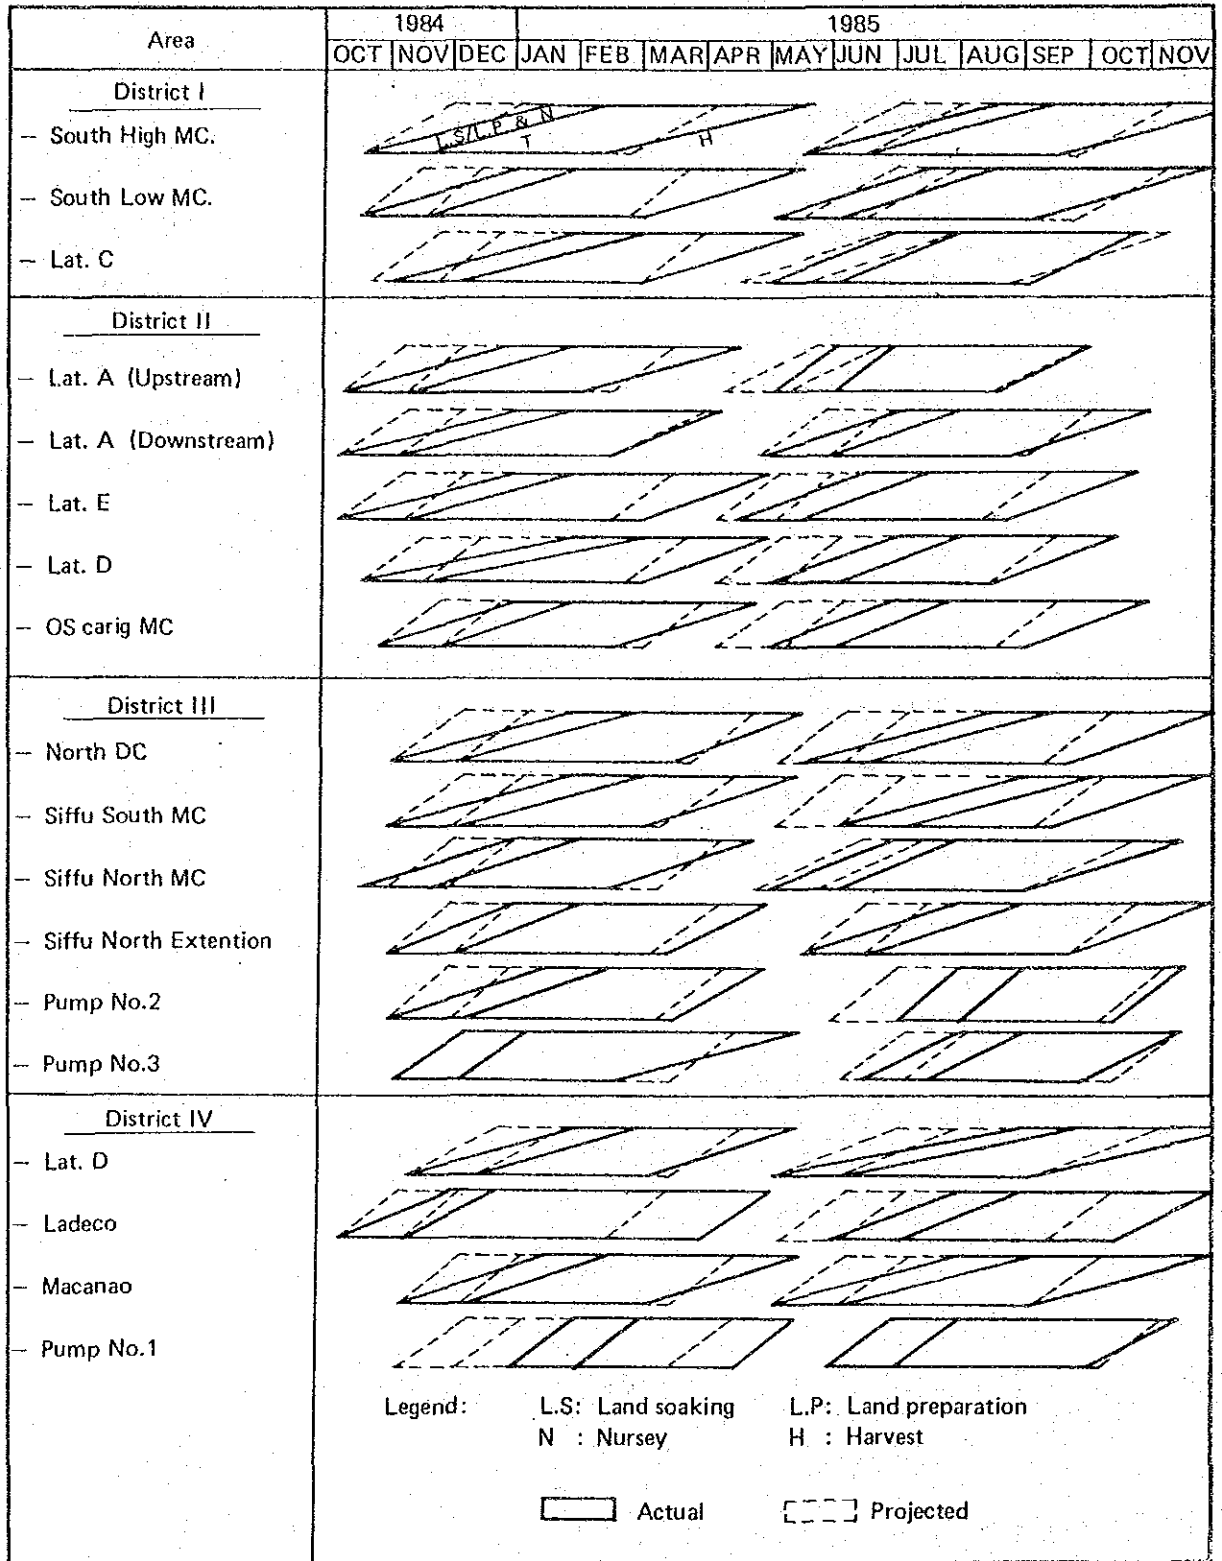 Area
1984
1985
OCT NOV DEC JAN FEB MAR APR MAY JUN JUL AUG SEP OCT NOV
District I
— South High MC.
L.S/L.P & N
T
H
— South Low MC.
— Lat. C
District II
— Lat. A (Upstream)
— Lat. A (Downstream)
— Lat. E
— Lat. D
— OS carig MC
District III
— North DC
— Siffu South MC
— Siffu North MC
— Siffu North Extention
— Pump No.2
— Pump No.3
District IV
— Lat. D
— Ladeco
— Macanao
— Pump No.1
Legend: L.S: Land soaking L.P: Land preparation
N : Nursey H : Harvest
Actual Projected